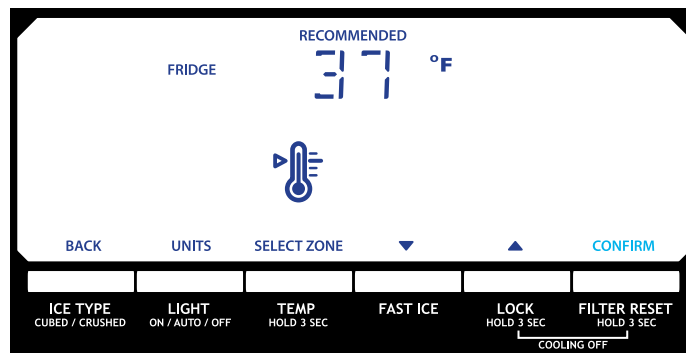 RECOMMENDED
FRIDGE 37 °F
BACK UNITS SELECT ZONE CONFIRM
ICE TYPE LIGHT TEMP FAST ICE LOCK FILTER RESET
CUBED / CRUSHED ON / AUTO / OFF HOLD 3 SEC HOLD 3 SEC HOLD 3 SEC
COOLING OFF